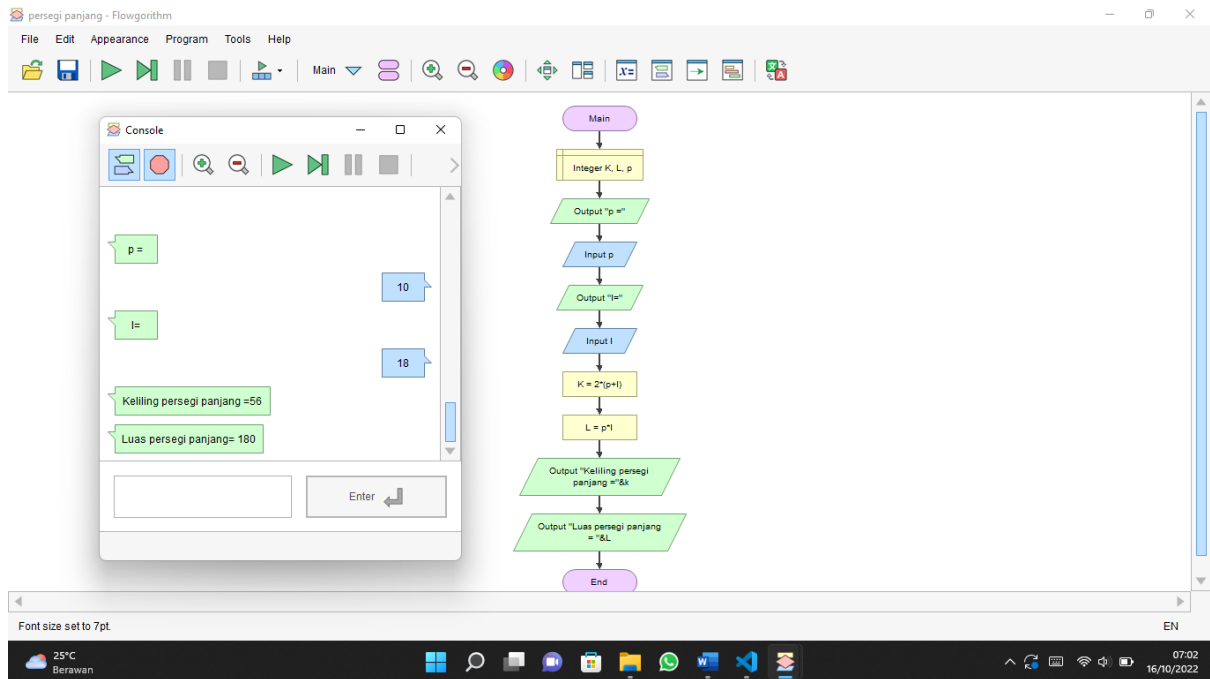 persegi panjang - Flowgorithm
File Edit Appearance Program Tools Help
Main
Console
p =
10
l=
18
Keliling persegi panjang =56
Luas persegi panjang= 180
Enter
Main
Integer K, L, p
Output "p ="
Input p
Output "l="
Input l
K = 2*(p+l)
L = p*l
Output "Keliling persegi
panjang ="&k
Output "Luas persegi panjang
= "&L
End
Font size set to 7pt.
EN
25°C
Berawan
07:02
16/10/2022